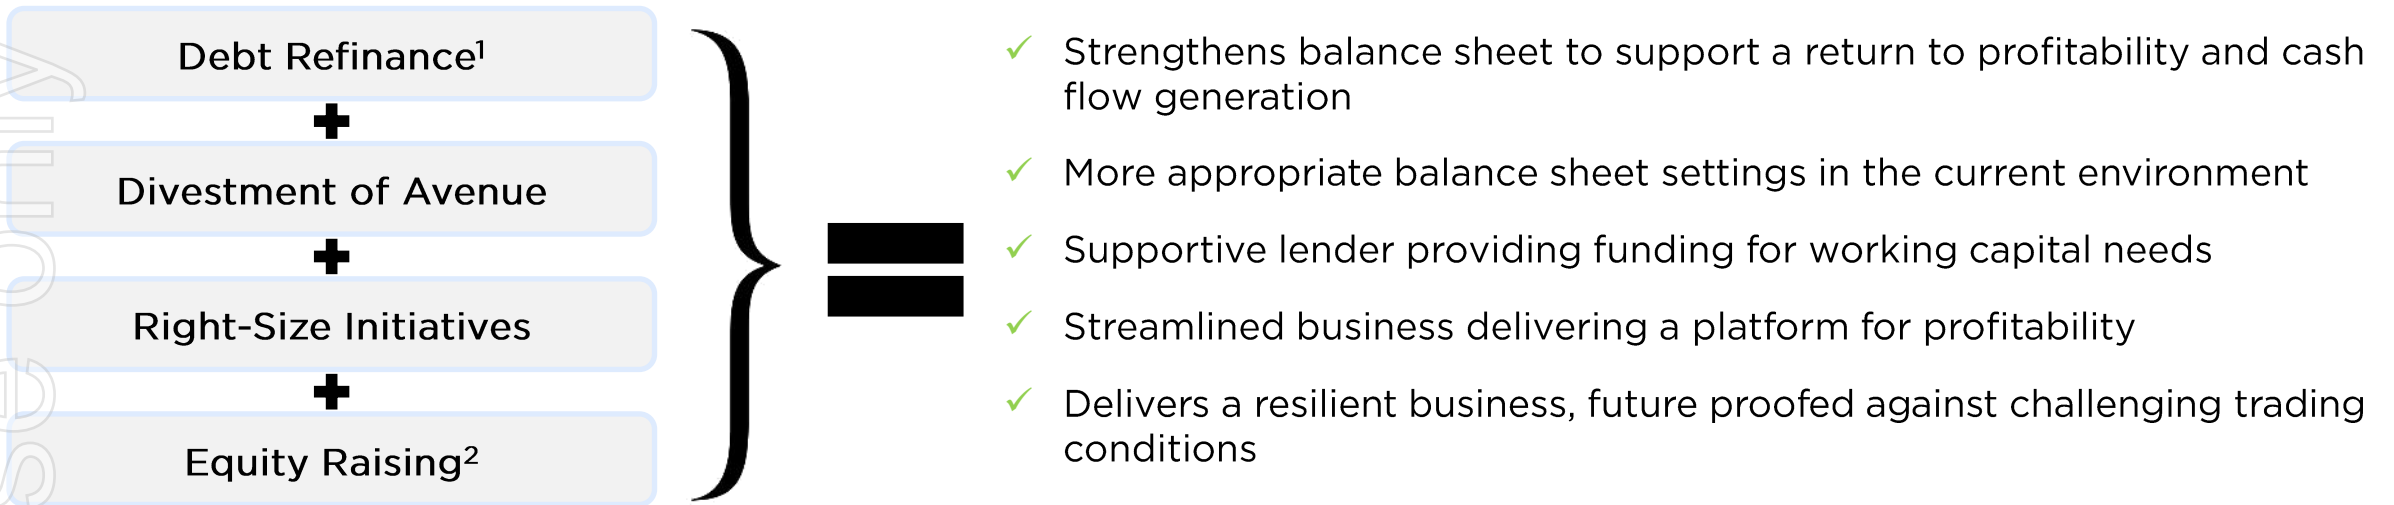 Debt Refinance¹
Divestment of Avenue
Right-Size Initiatives
Equity Raising²
Strengthens balance sheet to support a return to profitability and cash
flow generation
More appropriate balance sheet settings in the current environment
Supportive lender providing funding for working capital needs
Streamlined business delivering a platform for profitability
Delivers a resilient business, future proofed against challenging trading
conditions
se only